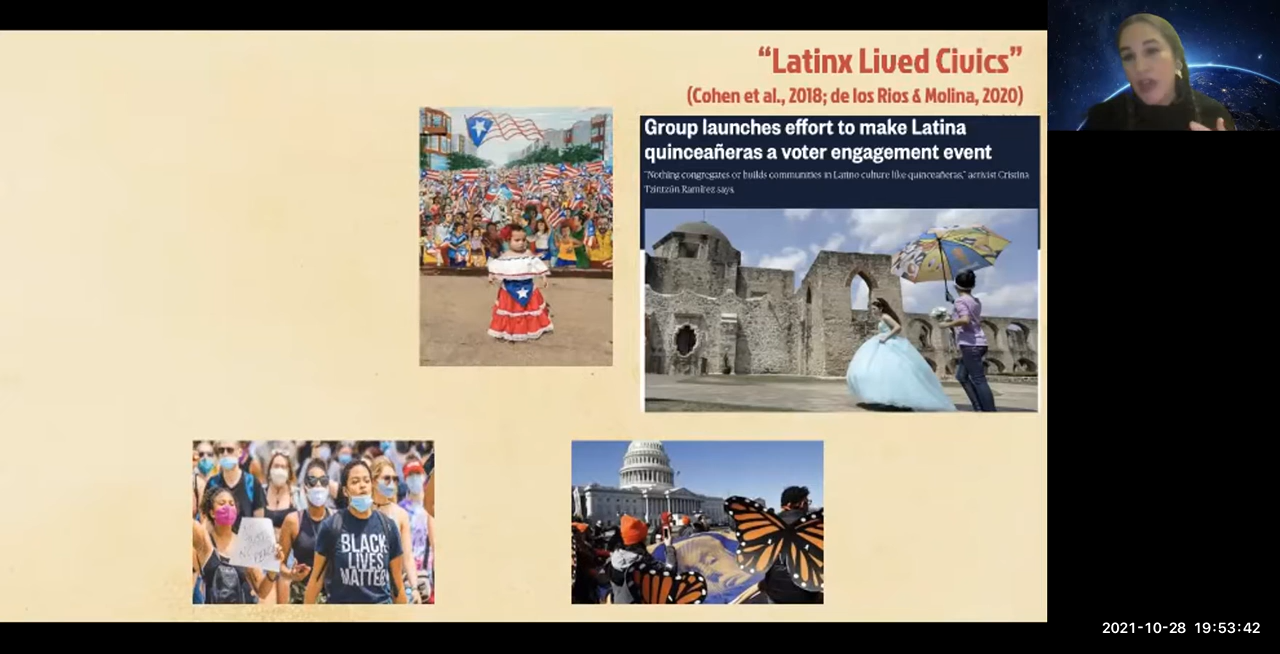 “Latinx Lived Civics”
(Cohen et al., 2018; de los Rios & Molina, 2020)
Group launches effort to make Latina
quinceañeras a voter engagement event
"Nothing congregates or builds communities in Latino culture like quinceañeras," activist Cristina
Tzintzún Ramirez says.
BLACK
LIVES
MATTER
2021-10-28 19:53:42